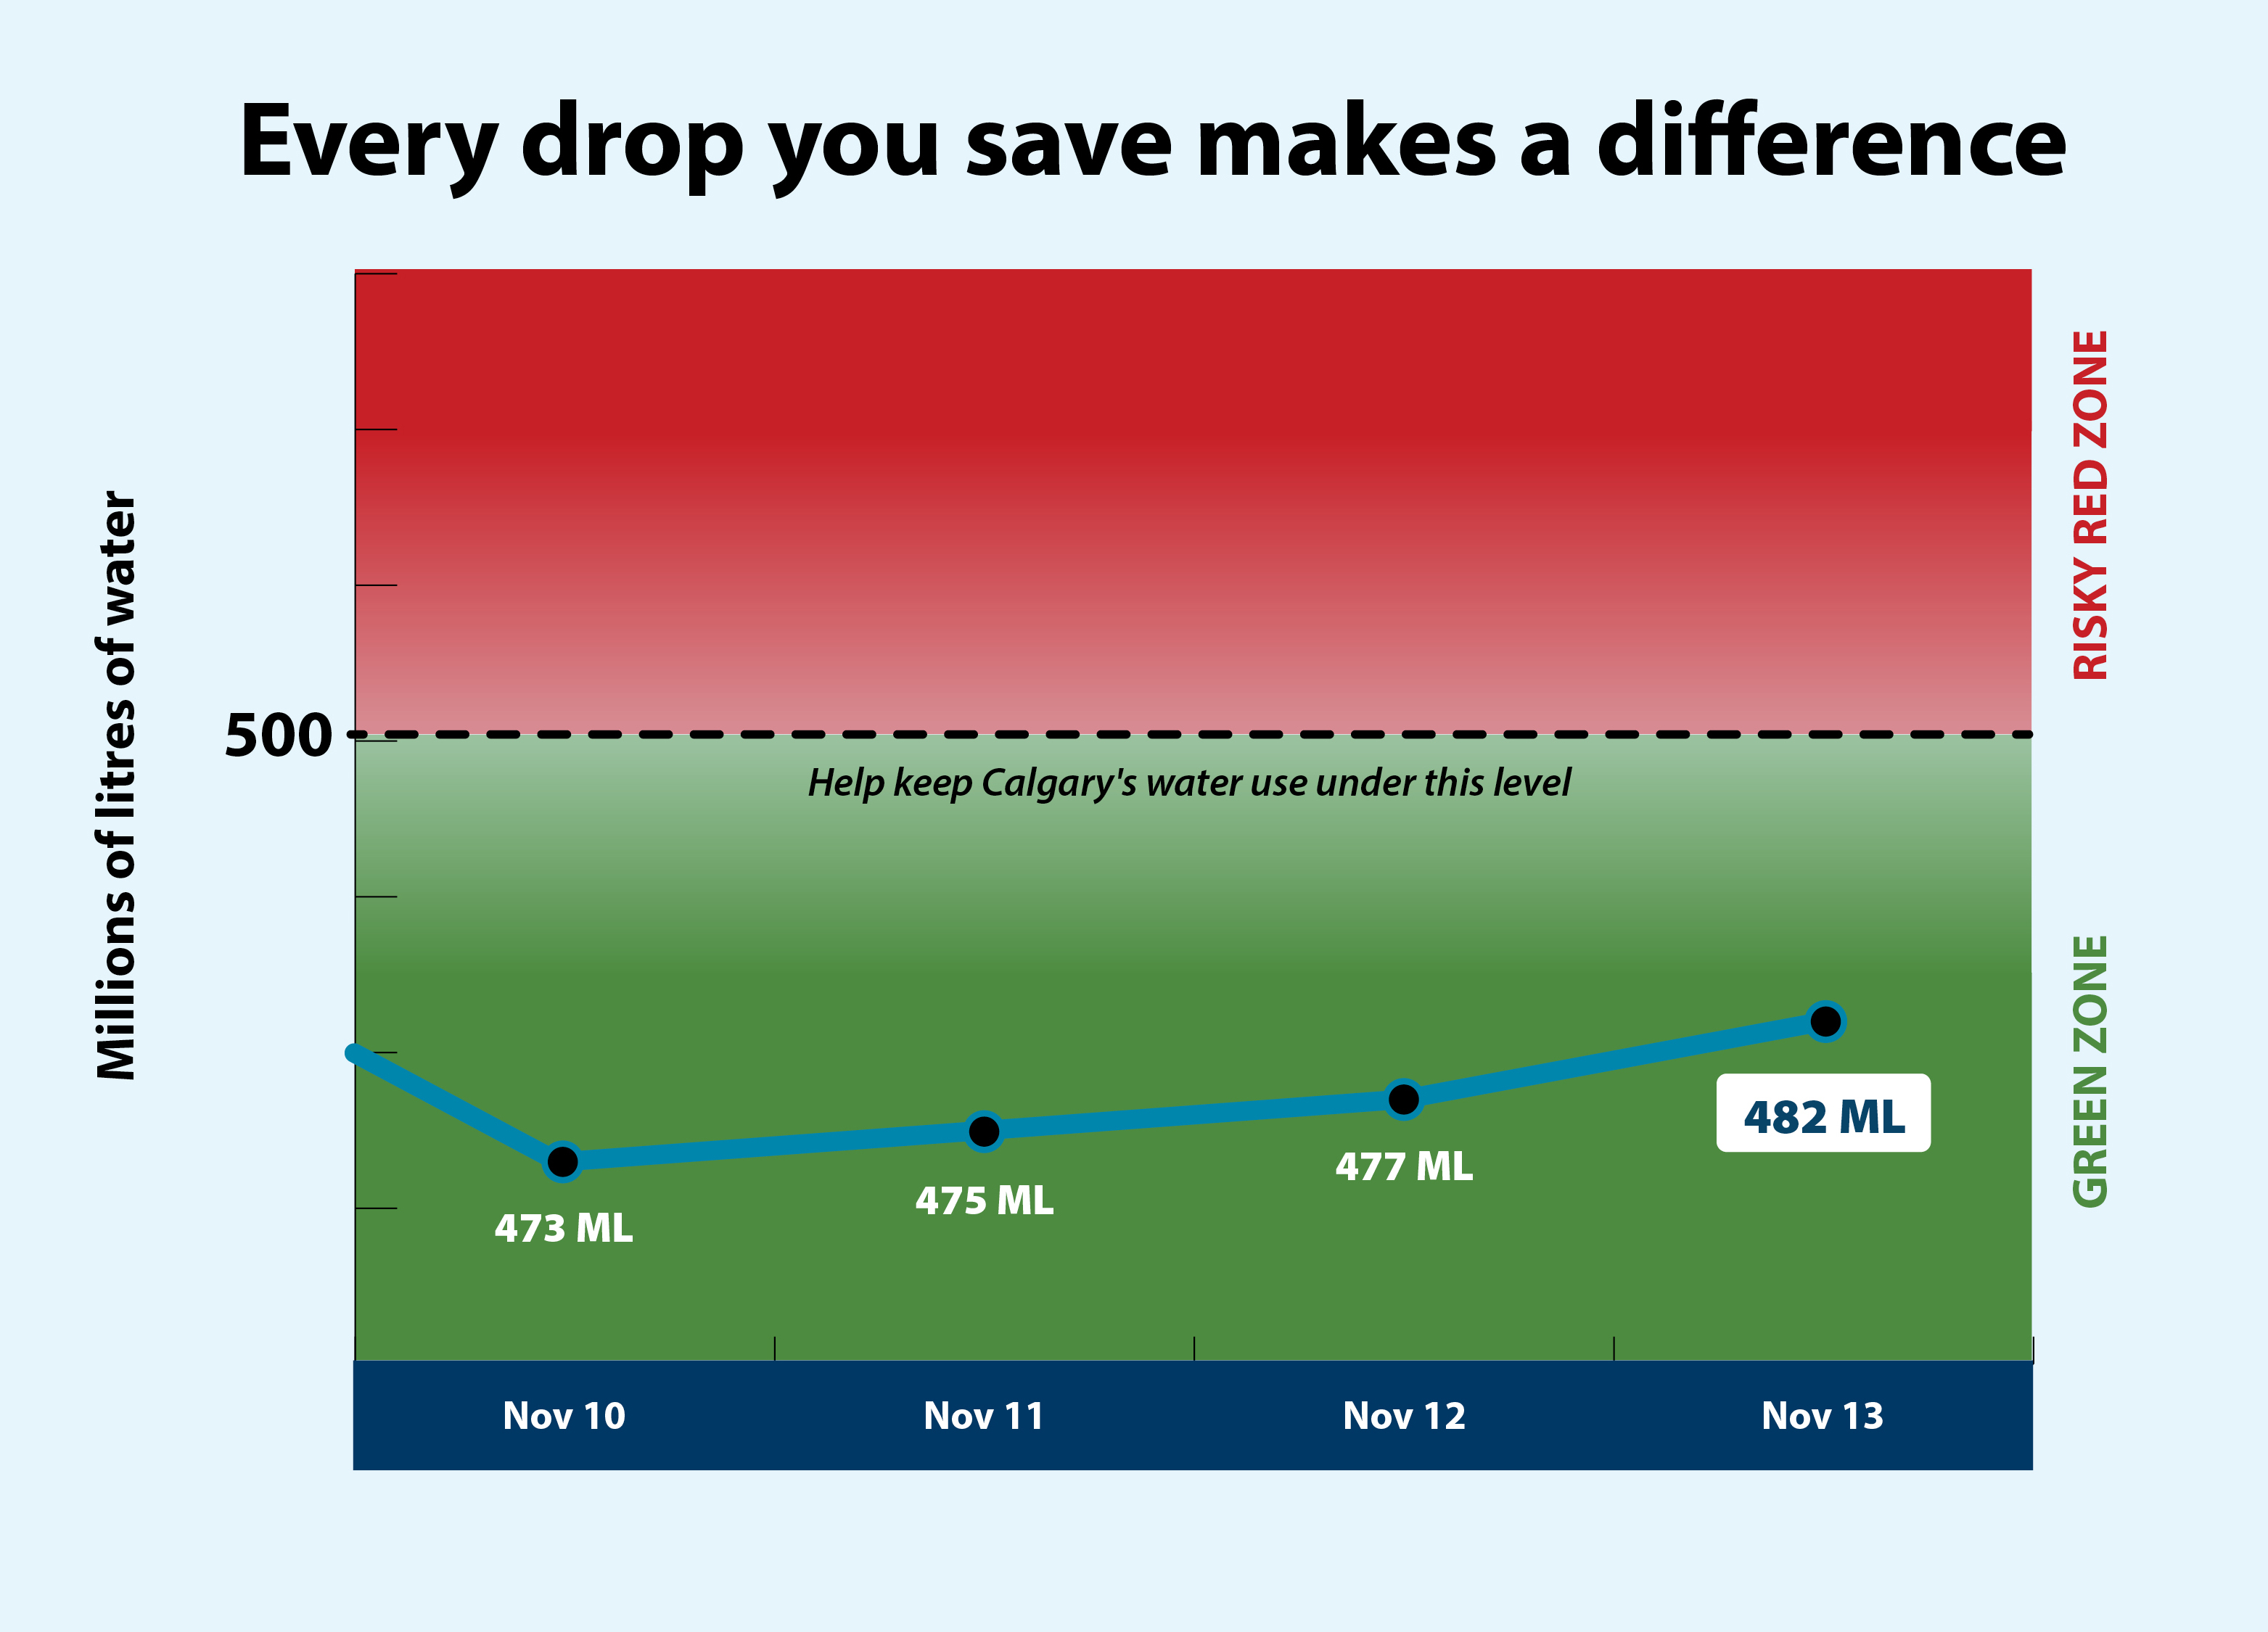 Every drop you save makes a difference
Millions of litres of water
500
Help keep Calgary's water use under this level
RISKY RED ZONE
GREEN ZONE
473 ML
475 ML
477 ML
482 ML
Nov 10
Nov 11
Nov 12
Nov 13